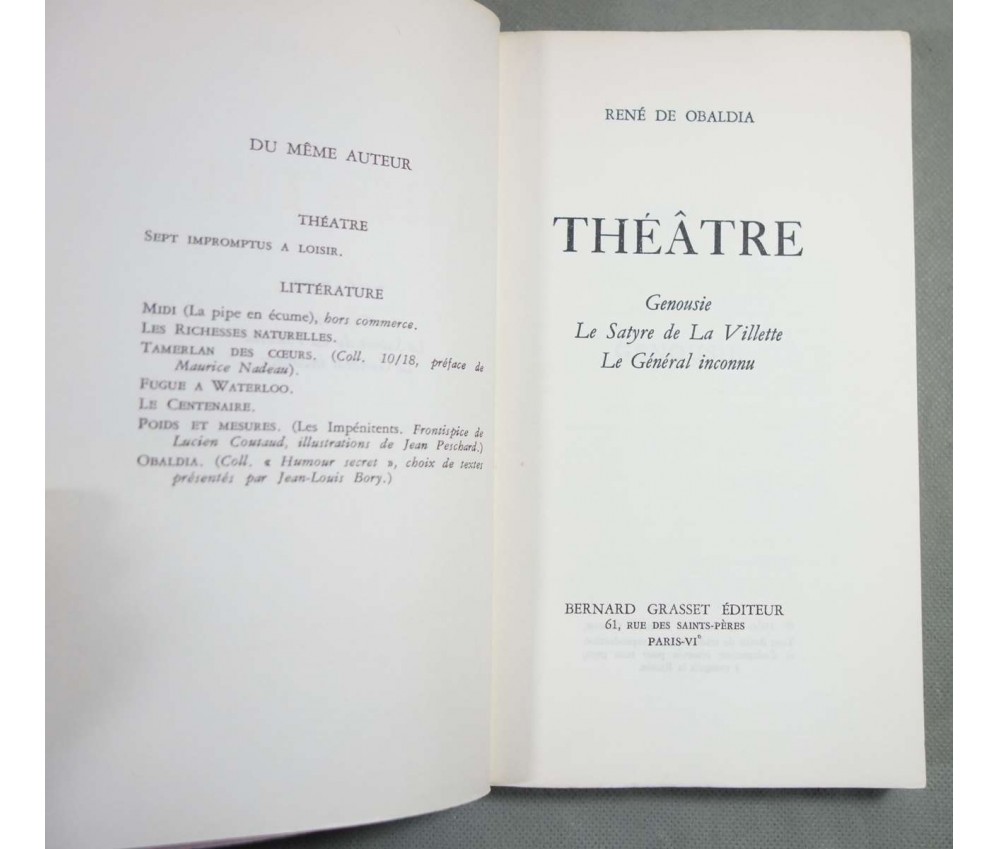 DU MÊME AUTEUR
THÉATRE
SEPT IMPROMPTUS A LOISIR.
LITTÉRATURE
MIDI (La pipe en écume), hors commerce.
LES RICHESSES NATURELLES.
TAMERLAN DES CŒURS. (Coll. 10/18, préface de
Maurice Nadeau).
FUGUE A WATERLOO.
LE CENTENAIRE.
POIDS ET MESURES. (Les Impénitents. Frontispice de
Lucien Coutaud, illustrations de Jean Peschard.)
OBALDIA. (Coll. « Humour secret », choix de textes
présentés par Jean-Louis Bory.)
RENÉ DE OBALDIA
THÉÂTRE
Genousie
Le Satyre de La Villette
Le Général inconnu
BERNARD GRASSET ÉDITEUR
61, RUE DES SAINTS-PÈRES
PARIS-VIe